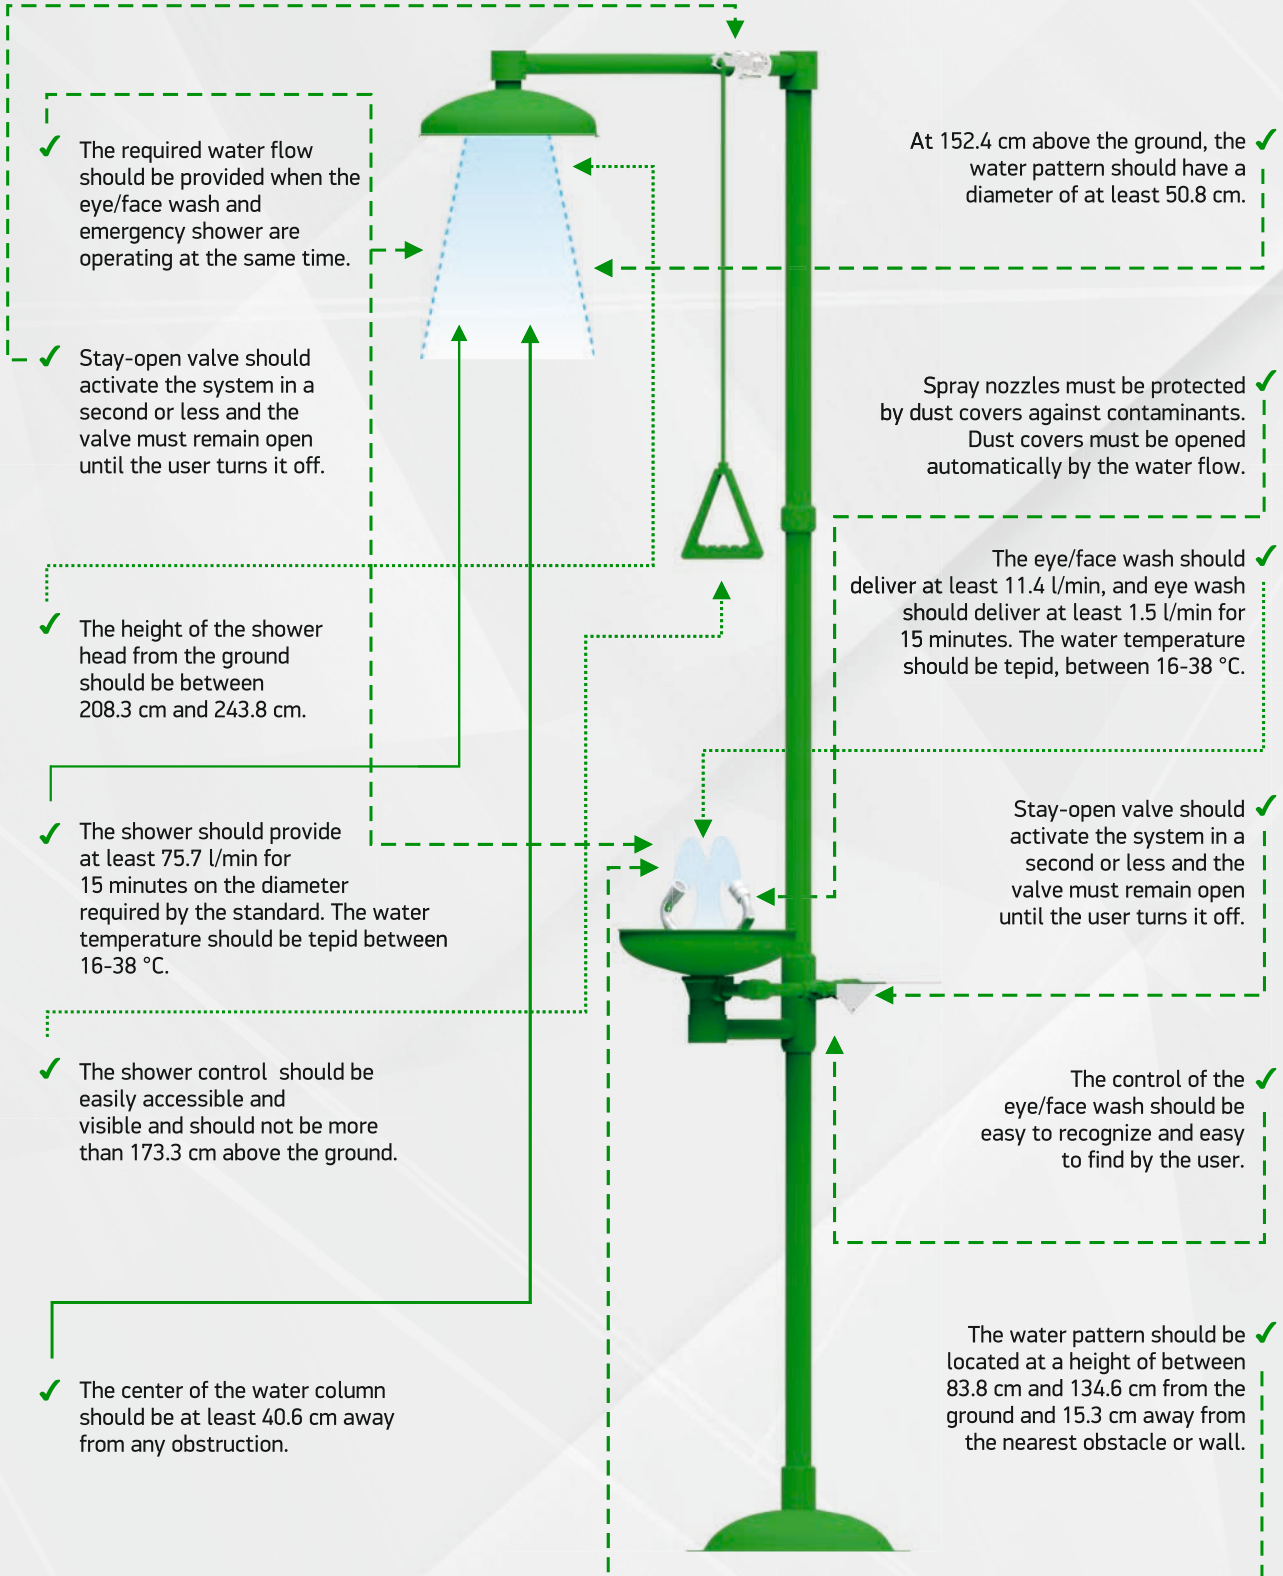 The required water flow
should be provided when the
eye/face wash and
emergency shower are
operating at the same time.
Stay-open valve should
activate the system in a
second or less and the
valve must remain open
until the user turns it off.
The height of the shower
head from the ground
should be between
208.3 cm and 243.8 cm.
The shower should provide
at least 75.7 l/min for
15 minutes on the diameter
required by the standard. The water
temperature should be tepid between
16-38 °C.
The shower control  should be
easily accessible and
visible and should not be more
than 173.3 cm above the ground.
The center of the water column
should be at least 40.6 cm away
from any obstruction.
At 152.4 cm above the ground, the
water pattern should have a
diameter of at least 50.8 cm.
Spray nozzles must be protected
by dust covers against contaminants.
Dust covers must be opened
automatically by the water flow.
The eye/face wash should
deliver at least 11.4 l/min, and eye wash
should deliver at least 1.5 l/min for
15 minutes. The water temperature
should be tepid, between 16-38 °C.
Stay-open valve should
activate the system in a
second or less and the
valve must remain open
until the user turns it off.
The control of the
eye/face wash should be
easy to recognize and easy
to find by the user.
The water pattern should be
located at a height of between
83.8 cm and 134.6 cm from the
ground and 15.3 cm away from
the nearest obstacle or wall.